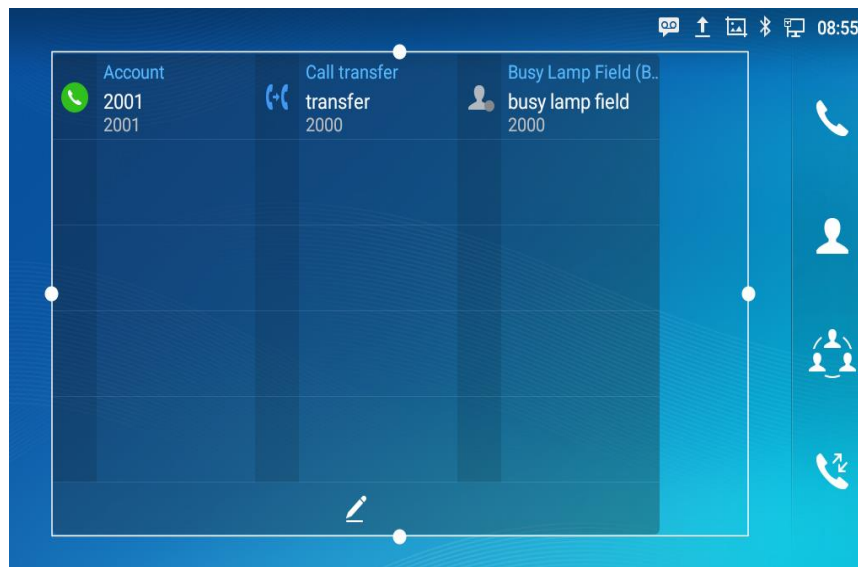 08:55
Account
2001
2001
Call transfer
transfer
2000
Busy Lamp Field (B..
busy lamp field
2000